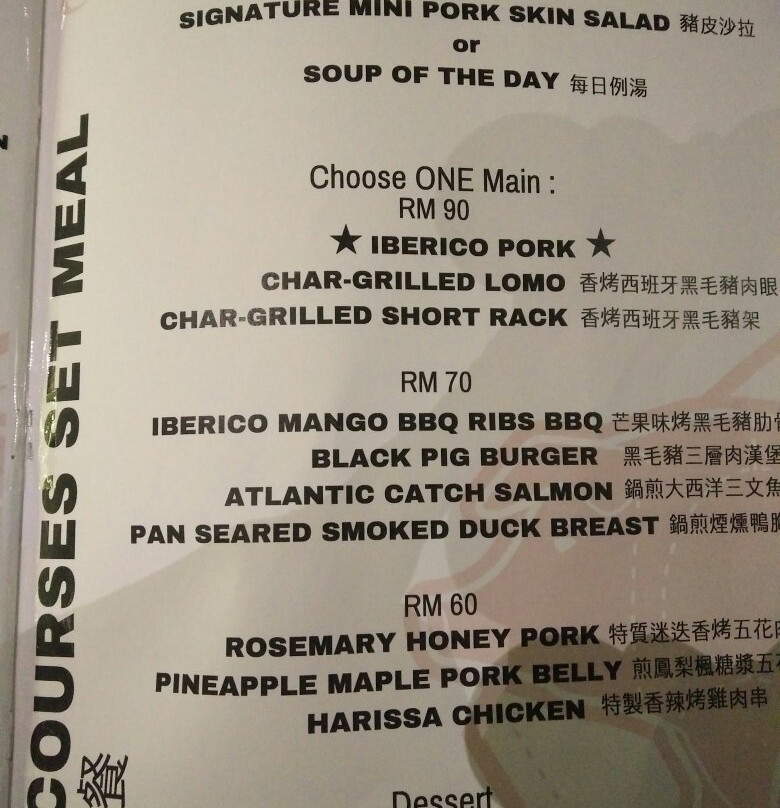 SIGNATURE MINI PORK SKIN SALAD 豬皮沙拉
or
SOUP OF THE DAY 每日例湯
Choose ONE Main :
RM 90
★ IBERICO PORK ★
CHAR-GRILLED LOMO 香烤西班牙黑毛豬肉眼
CHAR-GRILLED SHORT RACK 香烤西班牙黑毛豬架
RM 70
IBERICO MANGO BBQ RIBS BBQ 芒果味烤黑毛豬肋骨
BLACK PIG BURGER 黑毛豬三層肉漢堡
ATLANTIC CATCH SALMON 鍋煎大西洋三文魚
PAN SEARED SMOKED DUCK BREAST 鍋煎煙燻鴨胸
RM 60
ROSEMARY HONEY PORK 特質迷迭香烤五花肉
PINEAPPLE MAPLE PORK BELLY 煎鳳梨楓糖漿五花
HARISSA CHICKEN 特製香辣烤雞肉串
Dessert
COURSES SET MEAL
餐